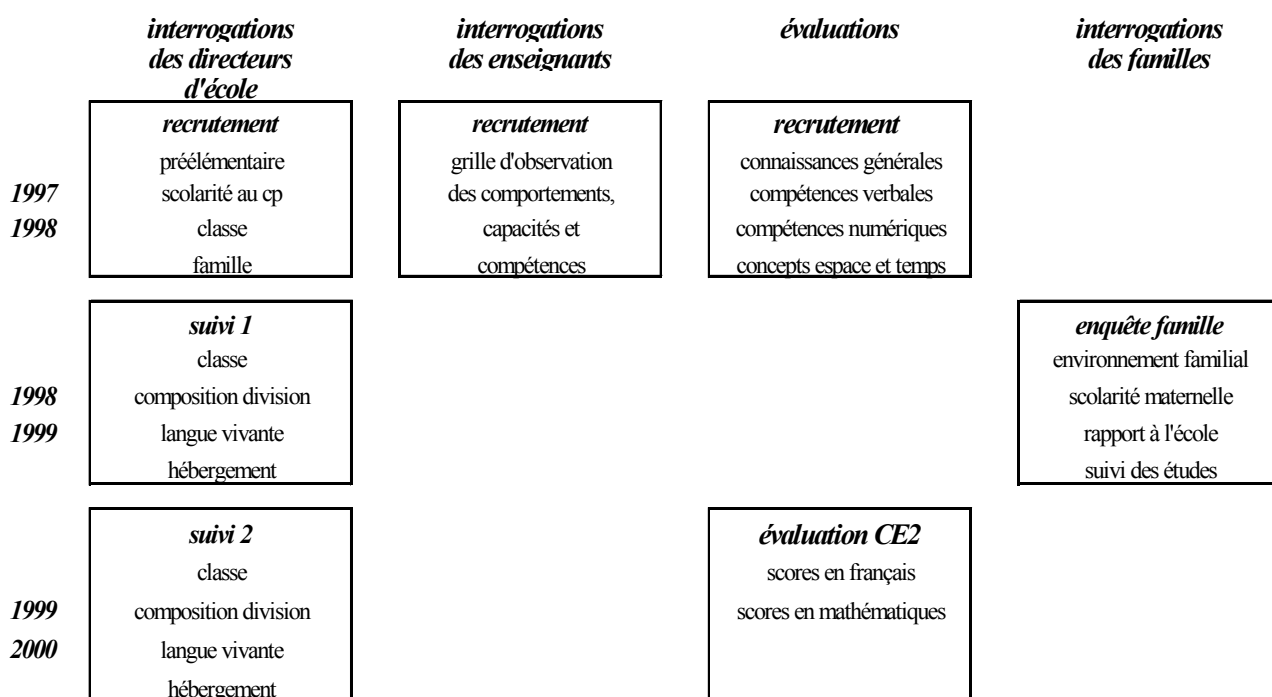 interrogations
des directeurs
d'école
interrogations
des enseignants
évaluations
interrogations
des familles
1997
1998
recrutement
préélémentaire
scolarité au cp
classe
famille
recrutement
grille d'observation
des comportements,
capacités et
compétences
recrutement
connaissances générales
compétences verbales
compétences numériques
concepts espace et temps
1998
1999
suivi 1
classe
composition division
langue vivante
hébergement
enquête famille
environnement familial
scolarité maternelle
rapport à l'école
suivi des études
1999
2000
suivi 2
classe
composition division
langue vivante
hébergement
évaluation CE2
scores en français
scores en mathématiques